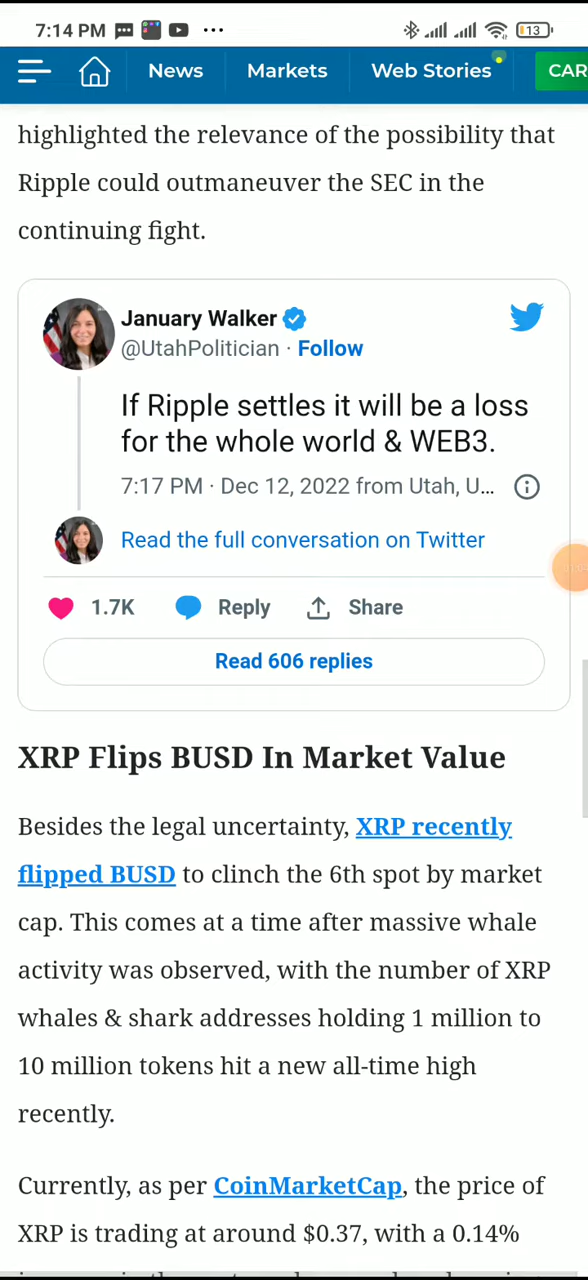 7:14 PM
13
News
Markets
Web Stories
CAR
highlighted the relevance of the possibility that
Ripple could outmaneuver the SEC in the
continuing fight.
January Walker
@UtahPolitician · Follow
If Ripple settles it will be a loss
for the whole world & WEB3.
7:17 PM · Dec 12, 2022 from Utah, U...
Read the full conversation on Twitter
1.7K
Reply
Share
Read 606 replies
XRP Flips BUSD In Market Value
Besides the legal uncertainty, XRP recently
flipped BUSD to clinch the 6th spot by market
cap. This comes at a time after massive whale
activity was observed, with the number of XRP
whales & shark addresses holding 1 million to
10 million tokens hit a new all-time high
recently.
Currently, as per CoinMarketCap, the price of
XRP is trading at around $0.37, with a 0.14%